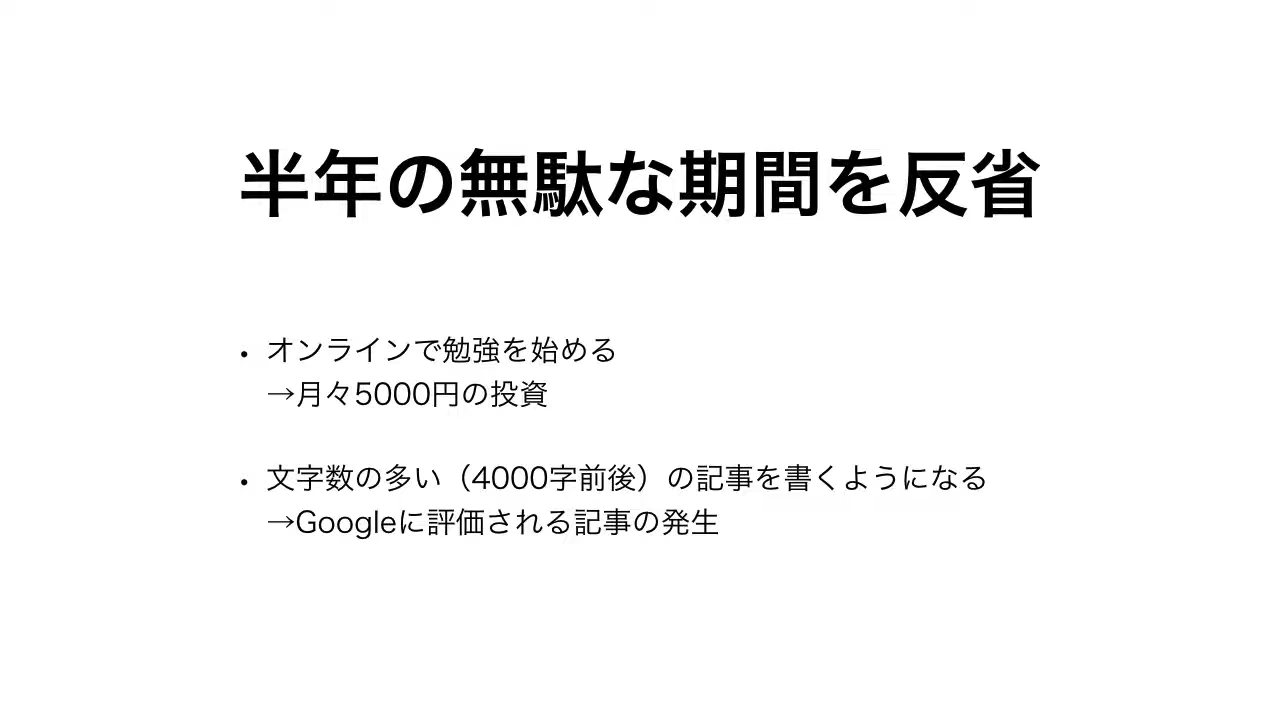 半年の無駄な期間を反省
• オンラインで勉強を始める
→月々5000円の投資
• 文字数の多い（4000字前後）の記事を書くようになる
→Googleに評価される記事の発生